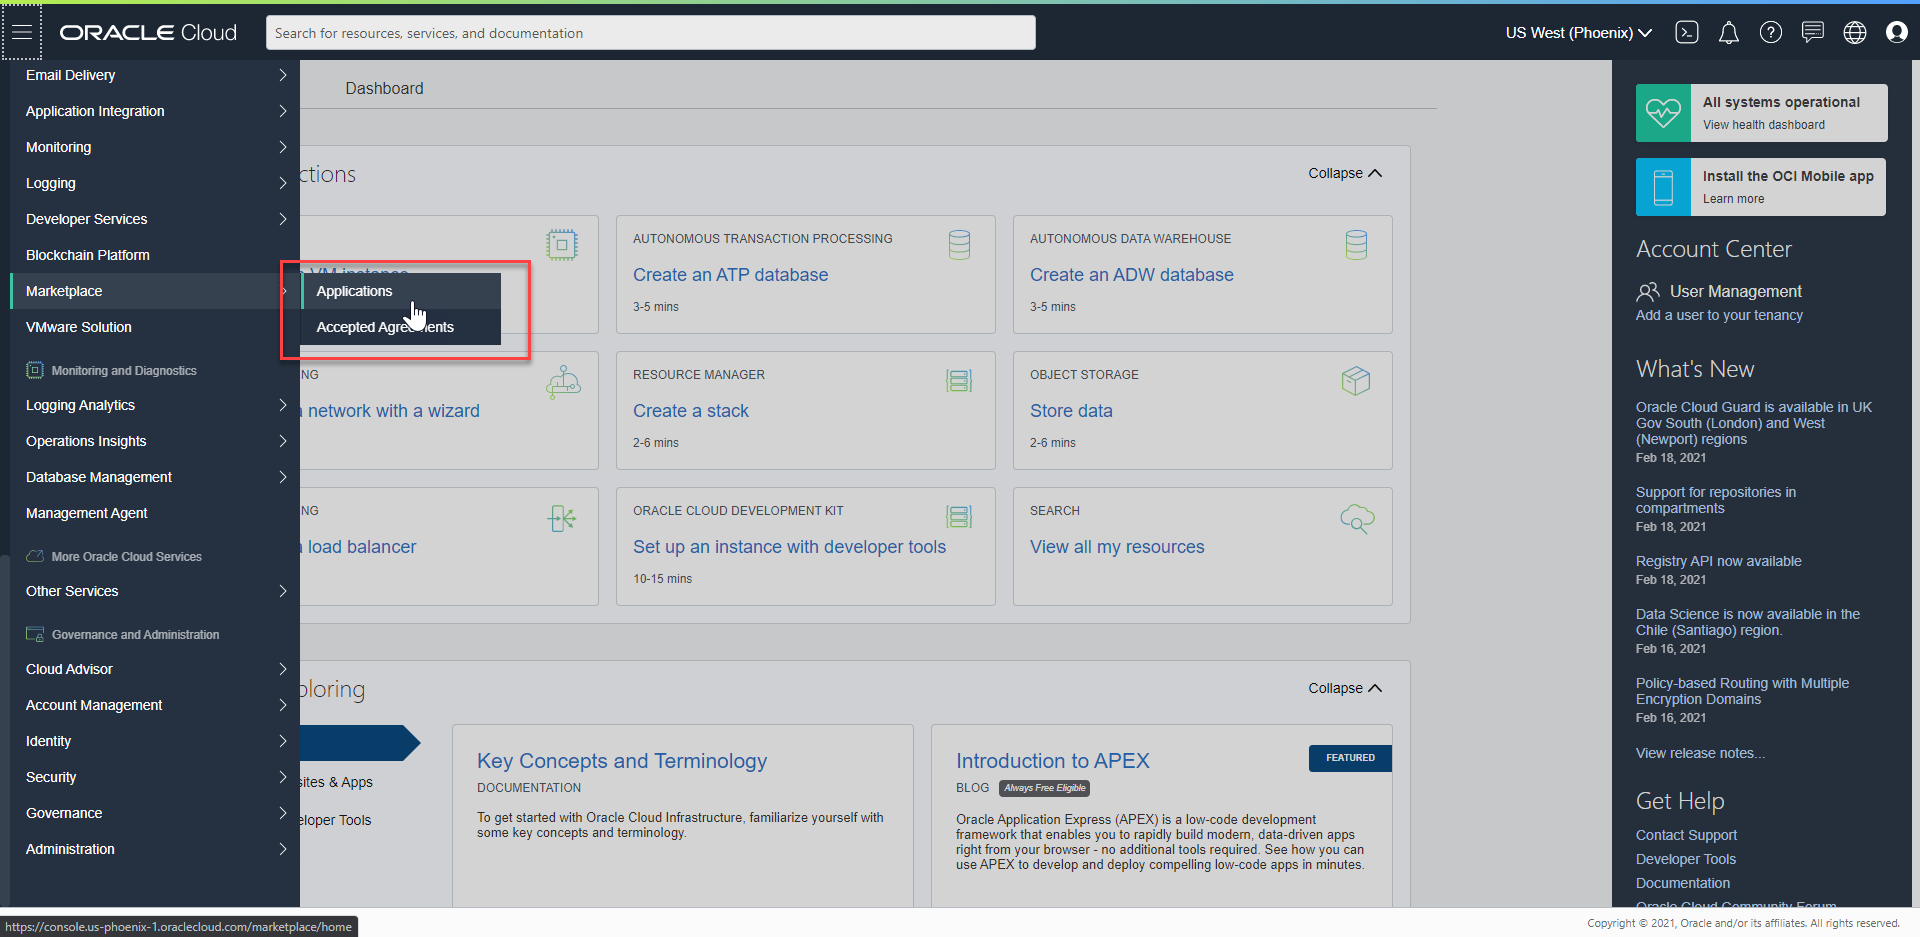 ORACLE Cloud
Search for resources, services, and documentation
US West (Phoenix)
Email Delivery
Application Integration
Monitoring
Logging
Developer Services
Blockchain Platform
Marketplace
VMware Solution
Monitoring and Diagnostics
Logging Analytics
Operations Insights
Database Management
Management Agent
More Oracle Cloud Services
Other Services
Governance and Administration
Cloud Advisor
Account Management
Identity
Security
Governance
Administration
Applications
Accepted Agreements
Dashboard
ctions
Collapse
VM instance
AUTONOMOUS TRANSACTION PROCESSING
Create an ATP database
3-5 mins
AUTONOMOUS DATA WAREHOUSE
Create an ADW database
3-5 mins
NG
network with a wizard
RESOURCE MANAGER
Create a stack
2-6 mins
OBJECT STORAGE
Store data
2-6 mins
NG
load balancer
ORACLE CLOUD DEVELOPMENT KIT
Set up an instance with developer tools
10-15 mins
SEARCH
View all my resources
oloring
Collapse
sites & Apps
eloper Tools
Key Concepts and Terminology
DOCUMENTATION
To get started with Oracle Cloud Infrastructure, familiarize yourself with
some key concepts and terminology.
Introduction to APEX
FEATURED
BLOG Always Free Eligible
Oracle Application Express (APEX) is a low-code development
framework that enables you to rapidly build modern, data-driven apps
right from your browser - no additional tools required. See how you can
use APEX to develop and deploy compelling low-code apps in minutes.
All systems operational
View health dashboard
Install the OCI Mobile app
Learn more
Account Center
User Management
Add a user to your tenancy
What's New
Oracle Cloud Guard is available in UK
Gov South (London) and West
(Newport) regions
Feb 18, 2021
Support for repositories in
compartments
Feb 18, 2021
Registry API now available
Feb 18, 2021
Data Science is now available in the
Chile (Santiago) region.
Feb 16, 2021
Policy-based Routing with Multiple
Encryption Domains
Feb 16, 2021
View release notes...
Get Help
Contact Support
Developer Tools
Documentation
Oracle Cloud Community Forum
https://console.us-phoenix-1.oraclecloud.com/marketplace/home
Copyright © 2021, Oracle and/or its affiliates. All rights reserved.